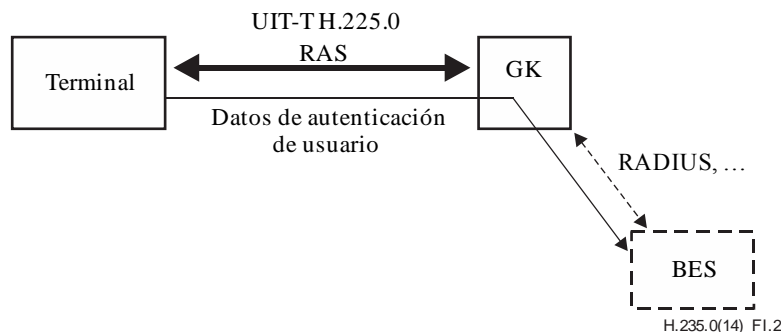 UIT-T H.225.0
RAS
Terminal
GK
Datos de autenticación
de usuario
RADIUS, ...
BES
H.235.0(14)_FI.2